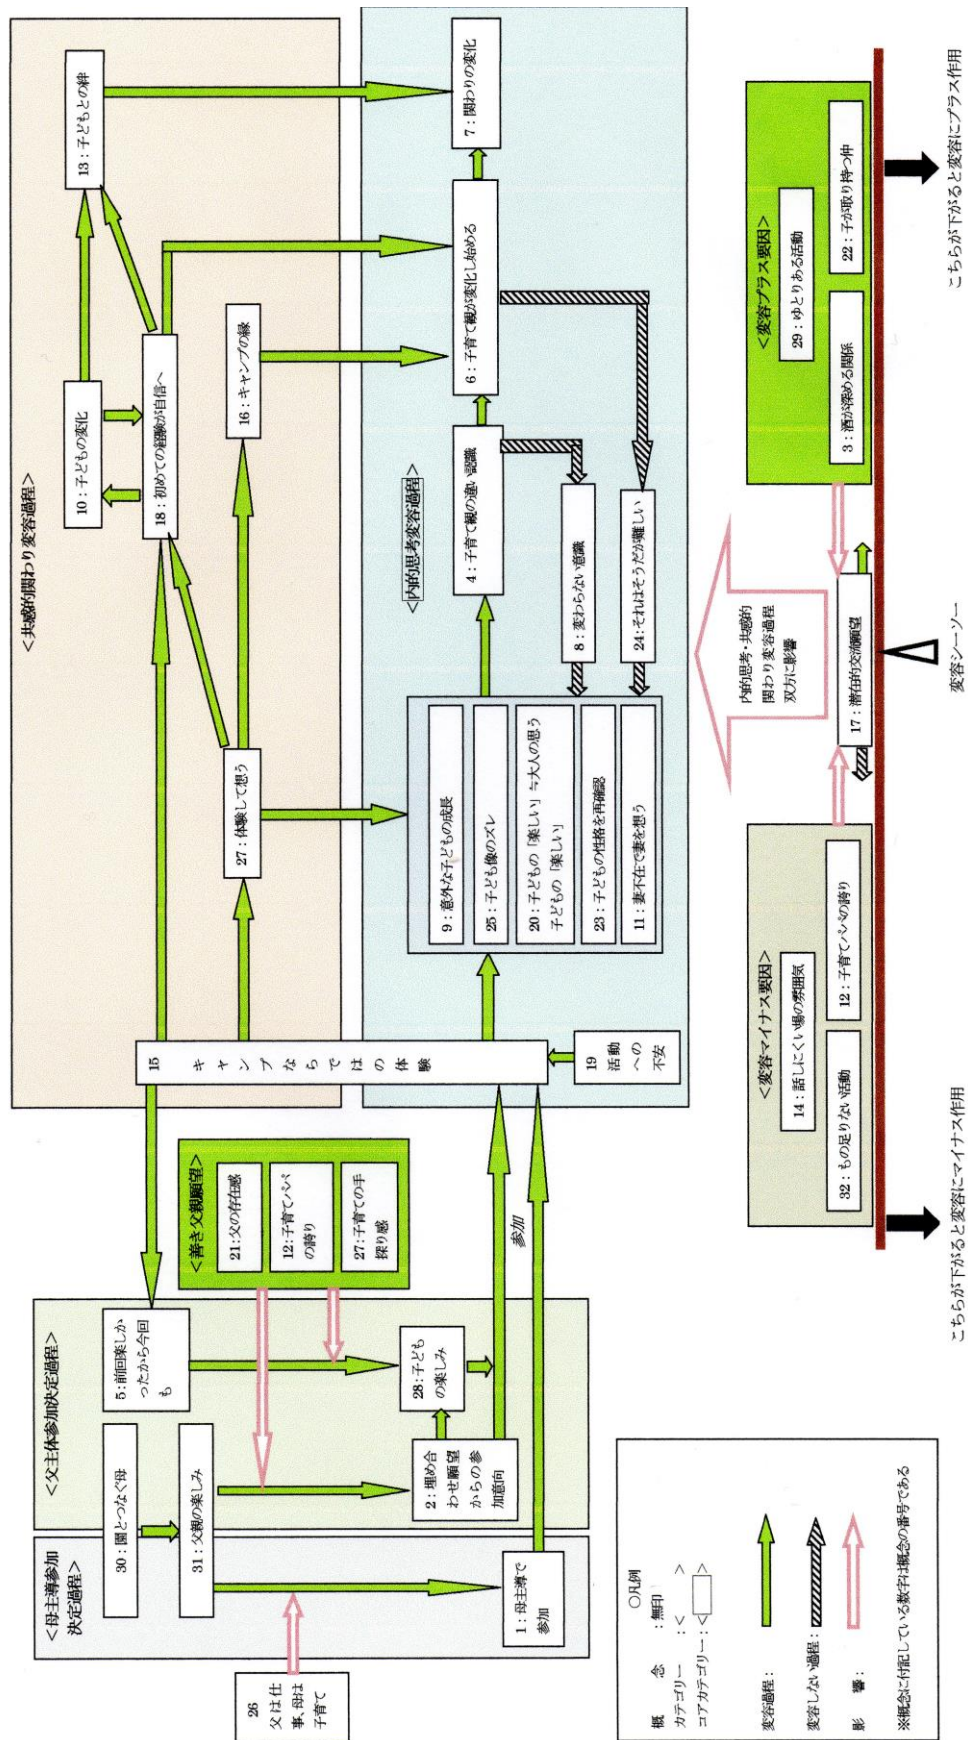 26
父は仕
事、母は
子育て
<母主導参加
決定過程>
30：園とつなぐ母
31：父親の楽しみ
1：母主導で
参加
<父主体参加決定過程>
5：前回楽しか
ったから今回
も
2：埋め合
わせ願望
からの参
加意向
28：子ども
の楽しみ
<善き父親願望>
21：父の存在感
12：子育てパパ
の誇り
27：子育ての手
探り感
参加
15
キャンプならではの体験
19
活動
への
不安
<共感的関わり変容過程>
27：体験して想う
10：子どもの変化
18：初めての経験が自信へ
16：キャンプの縁
13：子どもとの絆
<内的思考変容過程>
9：意外な子どもの成長
25：子ども像のズレ
20：子どもの「楽しい」≒大人の思う
子どもの「楽しい」
23：子どもの性格を再確認
11：妻不在で妻を想う
4：子育て観の違い認識
8：変わらない意識
24：それはそうだが難しい
6：子育て観が変化し始める
7：関わりの変化
内的思考・共感的
関わり変容過程
双方に影響
<変容マイナス要因>
14：話しにくい場の雰囲気
32：もの足りない活動
12：子育てパパの誇り
17：潜在的交流願望
<変容プラス要因>
29：ゆとりある活動
3：酒が深める関係
22：子が取り持つ仲
こちらが下がると変容にマイナス作用
変容シーソー
こちらが下がると変容にプラス作用
○凡例
概　念　：無印
カテゴリー　：<　>
コアカテゴリー：<　>
変容過程：
変容しない過程：
影　響：
※概念に付記している数字は概念の番号である